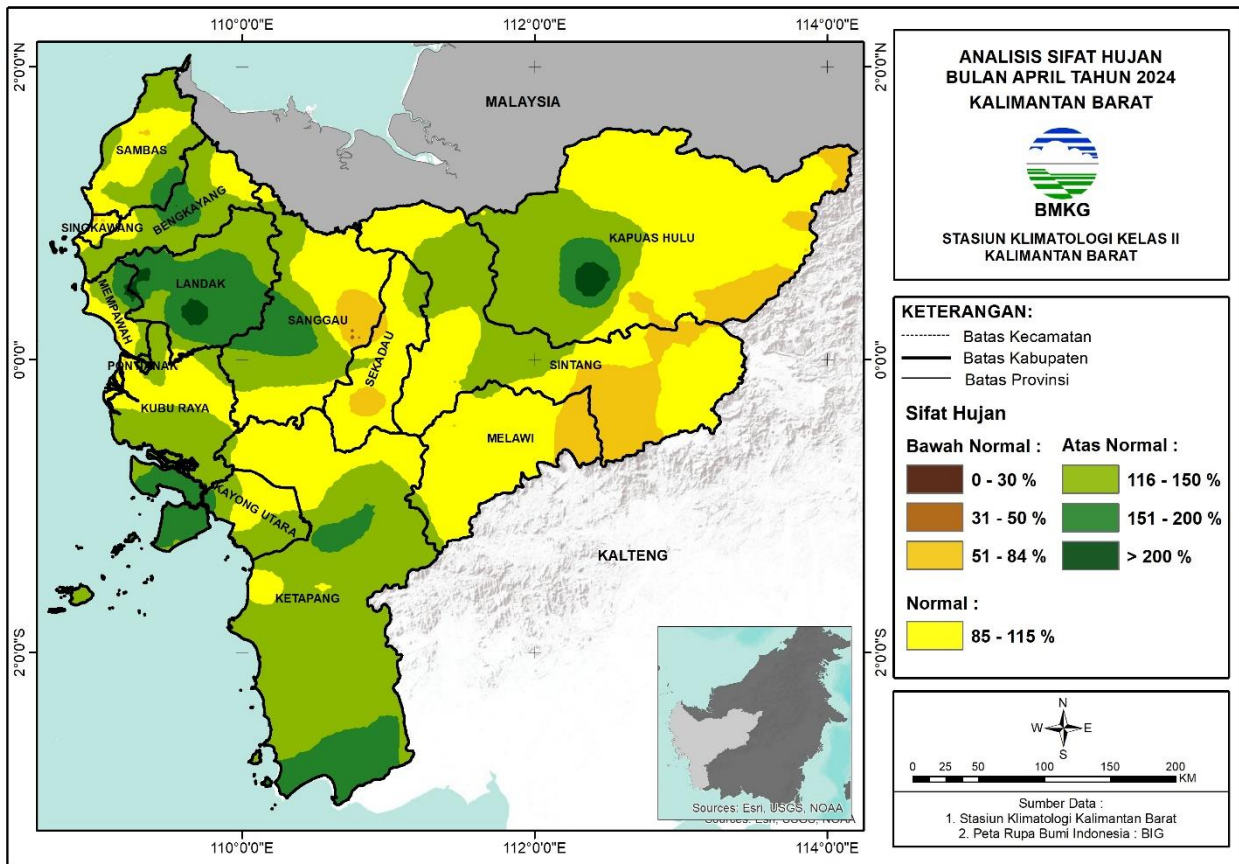 110°0'0"E
112°0'0"E
114°0'0"E
2°0'0"N
0°0'0"
2°0'0"S
2°0'0"N
0°0'0"
2°0'0"S
110°0'0"E
112°0'0"E
114°0'0"E
MALAYSIA
SAMBAS
BENGKAYANG
SINGKAWANG
KAPUAS HULU
LANDAK
MEMPAWAH
SANGGAU
SEKADAU
PONTIANAK
SINTANG
KUBU RAYA
MELAWI
KAYONG UTARA
KALTENG
KETAPANG
Sources: Esri, USGS, NOAA
Sources: Esri, USGS, NOAA
ANALISIS SIFAT HUJAN
BULAN APRIL TAHUN 2024
KALIMANTAN BARAT
BMKG
STASIUN KLIMATOLOGI KELAS II
KALIMANTAN BARAT
KETERANGAN:
Batas Kecamatan
Batas Kabupaten
Batas Provinsi
Sifat Hujan
Bawah Normal :
0 - 30 %
31 - 50 %
51 - 84 %
Atas Normal :
116 - 150 %
151 - 200 %
> 200 %
Normal :
85 - 115 %
N
W E
S
0 25 50 100 150 200
KM
Sumber Data :
1. Stasiun Klimatologi Kalimantan Barat
2. Peta Rupa Bumi Indonesia : BIG